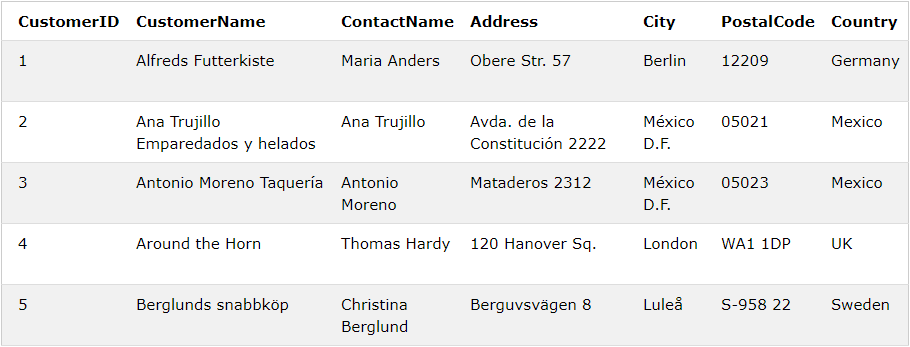 CustomerID CustomerName ContactName Address City PostalCode Country
1 Alfreds Futterkiste Maria Anders Obere Str. 57 Berlin 12209 Germany
2 Ana Trujillo Ana Trujillo Avda. de la México 05021 Mexico
Emparedados y helados Constitución 2222 D.F.
3 Antonio Moreno Taquería Antonio Mataderos 2312 México 05023 Mexico
Moreno D.F.
4 Around the Horn Thomas Hardy 120 Hanover Sq. London WA1 1DP UK
5 Berglunds snabbköp Christina Berguvsvägen 8 Luleå S-958 22 Sweden
Berglund